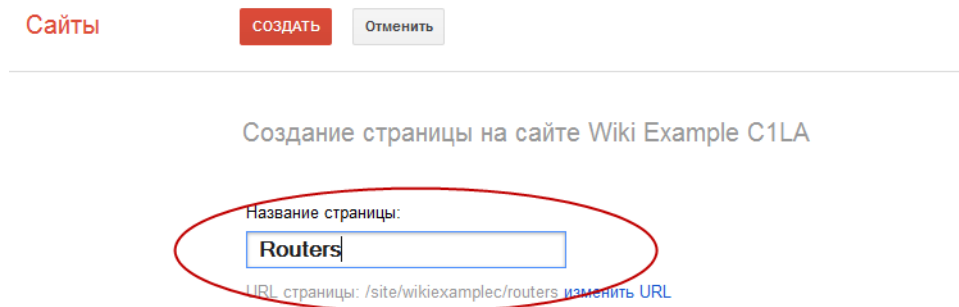 Сайты СОЗДАТЬ Отменить
Создание страницы на сайте Wiki Example C1LA
Название страницы:
Routers
URL страницы: /site/wikiexamplec/routers изменить URL